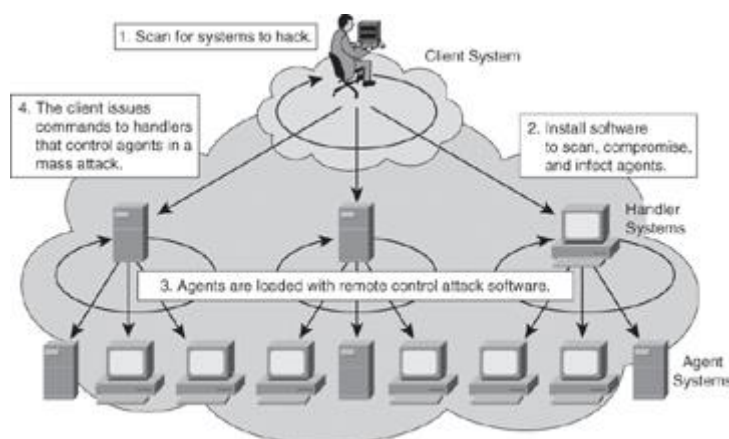 1. Scan for systems to hack.
Client System
4. The client issues
commands to handlers
that control agents in a
mass attack.
2. Install software
to scan, compromise,
and infect agents.
Handler
Systems
3. Agents are loaded with remote control attack software.
Agent
Systems